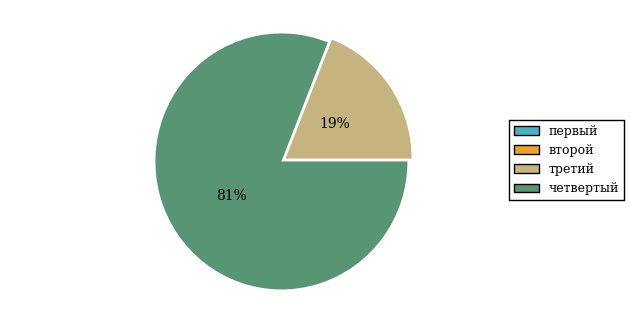 19%
81%
первый
второй
третий
четвертый